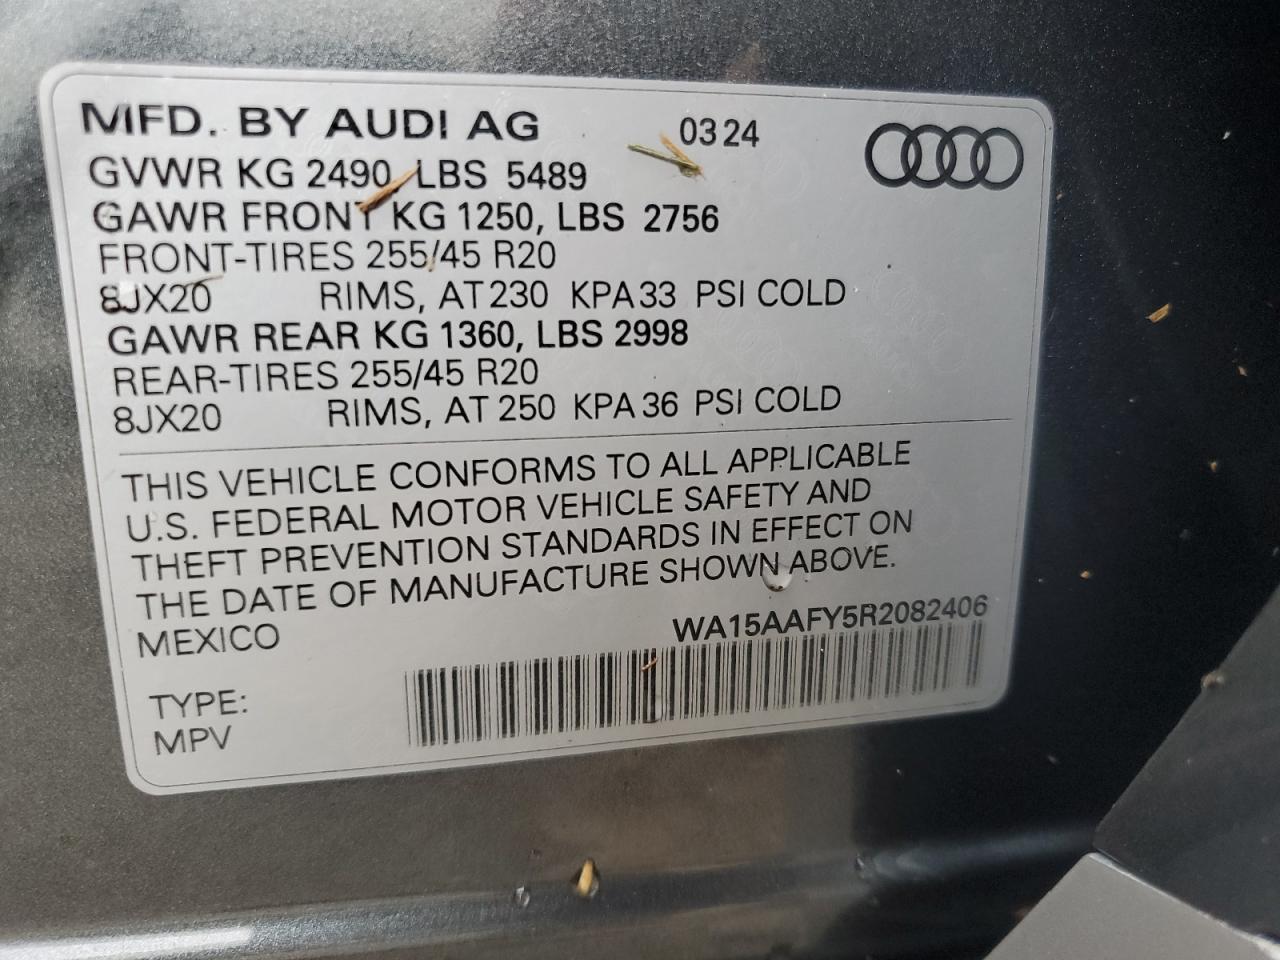 MFD. BY AUDI AG 03 24
GVWR KG 2490, LBS 5489
GAWR FRONT KG 1250, LBS 2756
FRONT-TIRES 255/45 R20
8JX20 RIMS, AT 230 KPA 33 PSI COLD
GAWR REAR KG 1360, LBS 2998
REAR-TIRES 255/45 R20
8JX20 RIMS, AT 250 KPA 36 PSI COLD
THIS VEHICLE CONFORMS TO ALL APPLICABLE
U.S. FEDERAL MOTOR VEHICLE SAFETY AND
THEFT PREVENTION STANDARDS IN EFFECT ON
THE DATE OF MANUFACTURE SHOWN ABOVE.
MEXICO WA15AAFY5R2082406
TYPE:
MPV